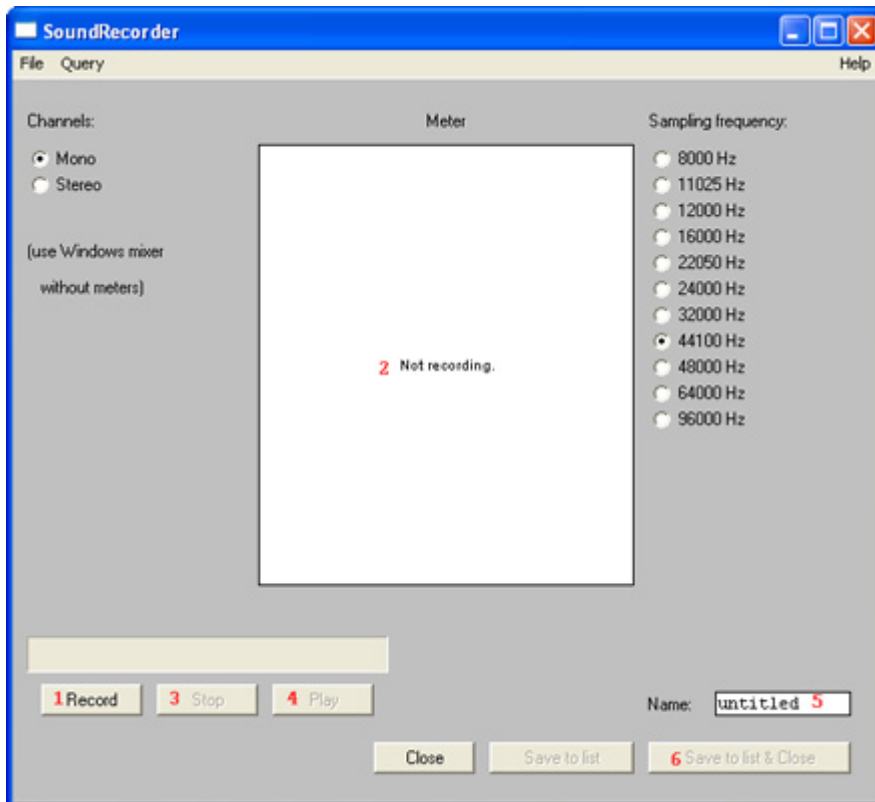 SoundRecorder
File Query Help
Channels:
Mono
Stereo
(use Windows mixer
without meters)
Meter
2 Not recording.
Sampling frequency:
8000 Hz
11025 Hz
12000 Hz
16000 Hz
22050 Hz
24000 Hz
32000 Hz
44100 Hz
48000 Hz
64000 Hz
96000 Hz
1 Record 3 Stop 4 Play
Name: untitled 5
Close Save to list 6 Save to list & Close